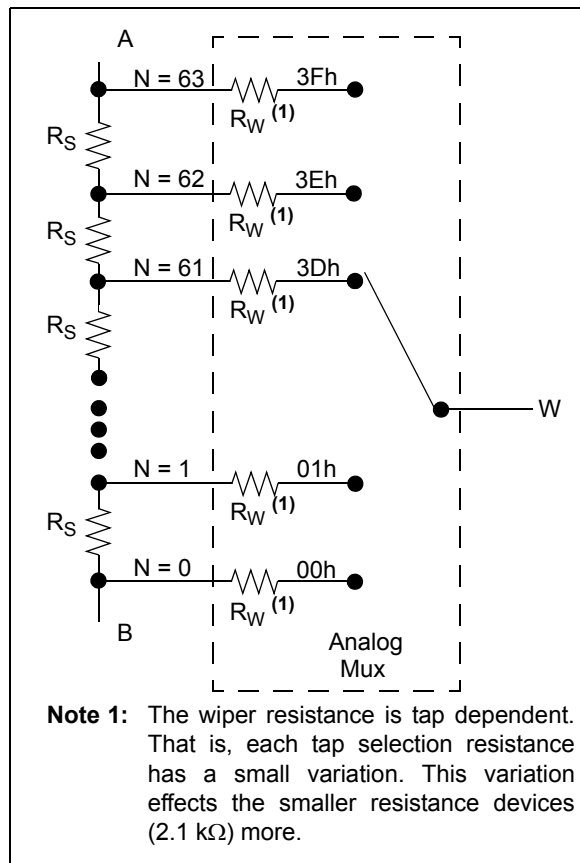 A
N = 63
3Fh
RW (1)
RS
N = 62
3Eh
RW (1)
RS
N = 61
3Dh
RW (1)
RS
W
N = 1
01h
RW (1)
RS
N = 0
00h
RW (1)
B
Analog
Mux
Note 1: The wiper resistance is tap dependent.
That is, each tap selection resistance
has a small variation. This variation
effects the smaller resistance devices
(2.1 kΩ) more.